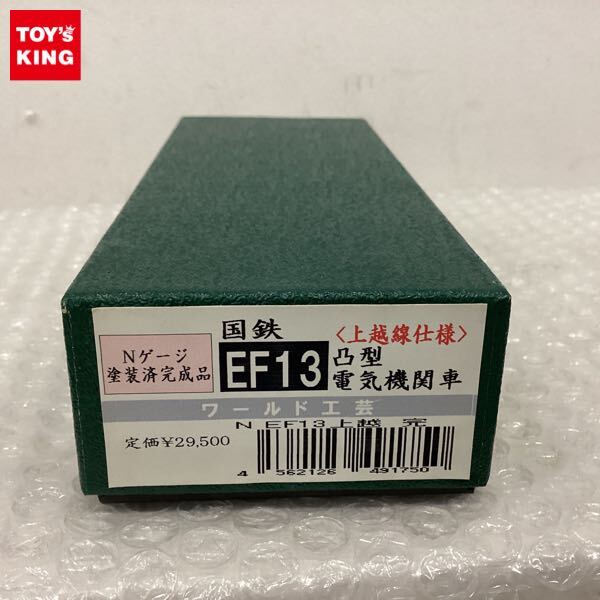 TOY's
KING
国鉄
〈上越線仕様〉
Nゲージ
塗装済完成品
EF13
凸型
電気機関車
ワールド工芸
N EF13上越 完
定価¥29,500
4 562126 491750